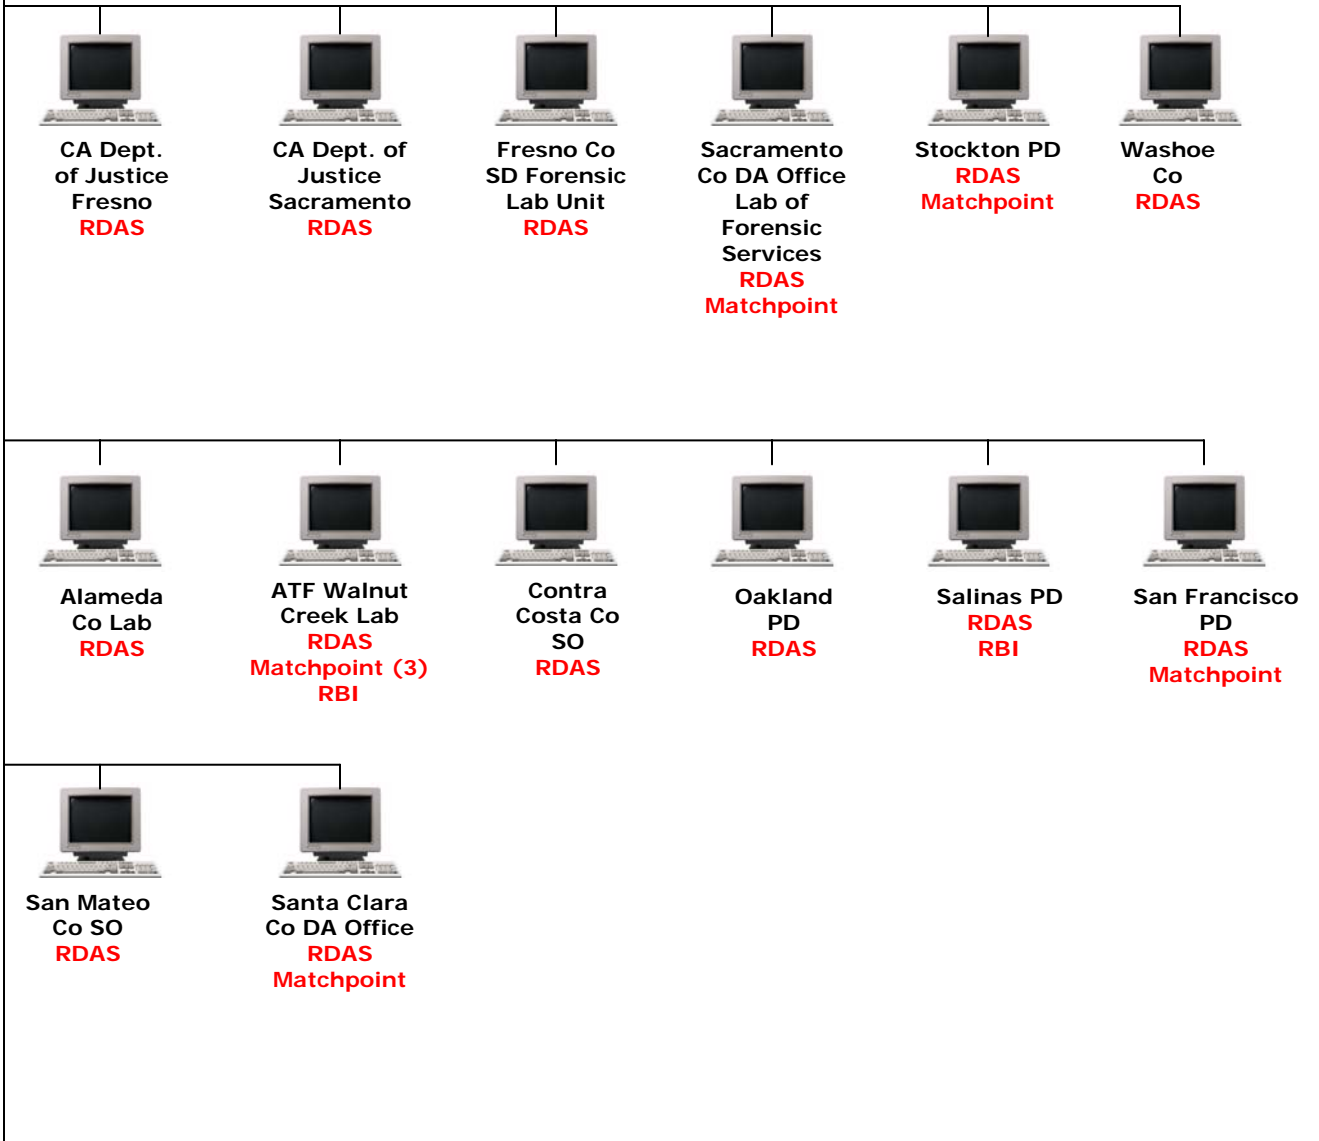 CA Dept.
of Justice
Fresno
RDAS
CA Dept. of
Justice
Sacramento
RDAS
Fresno Co
SD Forensic
Lab Unit
RDAS
Sacramento
Co DA Office
Lab of
Forensic
Services
RDAS
Matchpoint
Stockton PD
RDAS
Matchpoint
Washoe
Co
RDAS
Alameda
Co Lab
RDAS
ATF Walnut
Creek Lab
RDAS
Matchpoint (3)
RBI
Contra
Costa Co
SO
RDAS
Oakland
PD
RDAS
Salinas PD
RDAS
RBI
San Francisco
PD
RDAS
Matchpoint
San Mateo
Co SO
RDAS
Santa Clara
Co DA Office
RDAS
Matchpoint